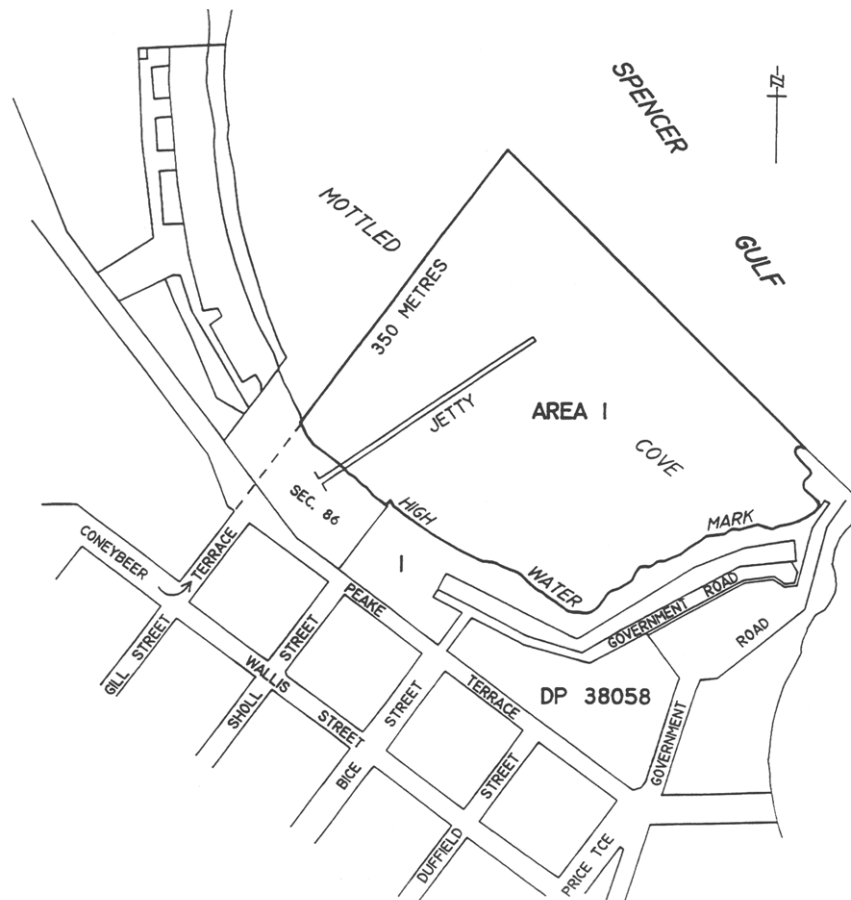 SPENCER
GULF
N
MOTTLED
COVE
350 METRES
JETTY
AREA 1
SEC. 86
HIGH
WATER
MARK
1
CONEYBEER
TERRACE
PEAKE
TERRACE
GOVERNMENT ROAD
GOVERNMENT
ROAD
DP 38058
GILL STREET
SHOLL
STREET
WALLIS
STREET
BICE
STREET
DUFFIELD
STREET
PRICE TCE